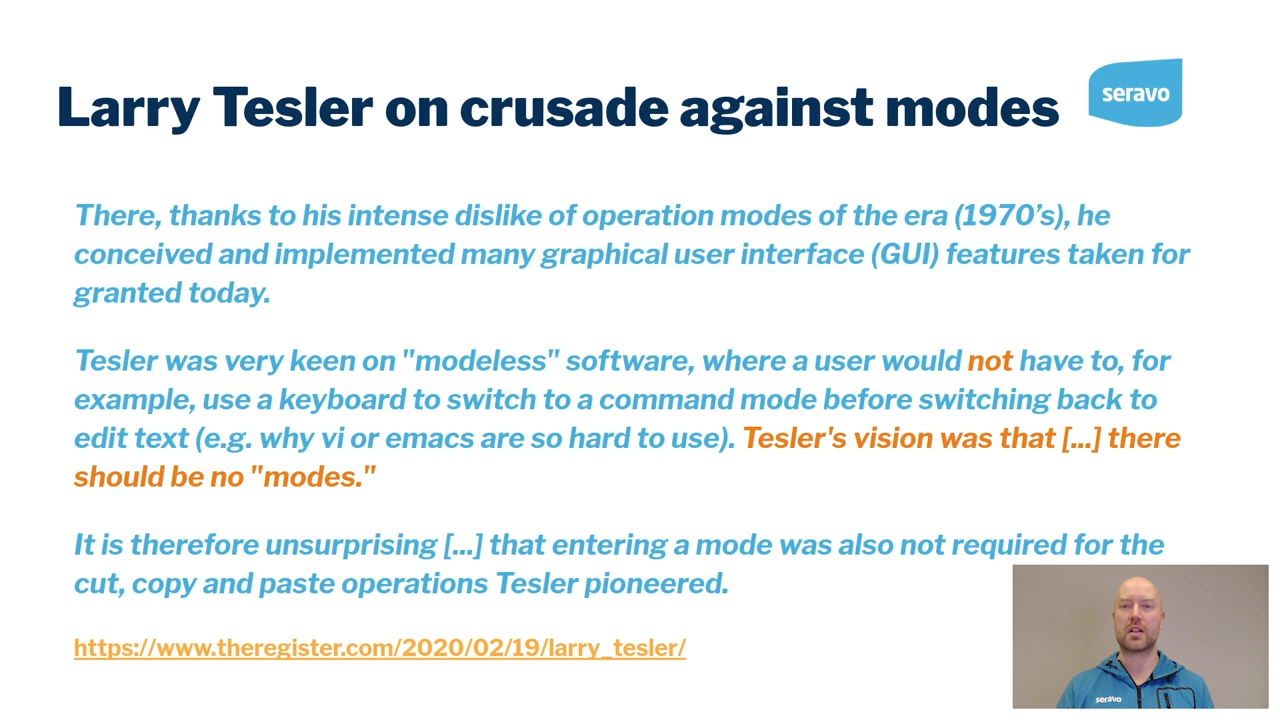 Larry Tesler on crusade against modes
seravo
There, thanks to his intense dislike of operation modes of the era (1970’s), he
conceived and implemented many graphical user interface (GUI) features taken for
granted today.
Tesler was very keen on "modeless" software, where a user would not have to, for
example, use a keyboard to switch to a command mode before switching back to
edit text (e.g. why vi or emacs are so hard to use). Tesler's vision was that [...] there
should be no "modes."
It is therefore unsurprising [...] that entering a mode was also not required for the
cut, copy and paste operations Tesler pioneered.
https://www.theregister.com/2020/02/19/larry_tesler/
seravo